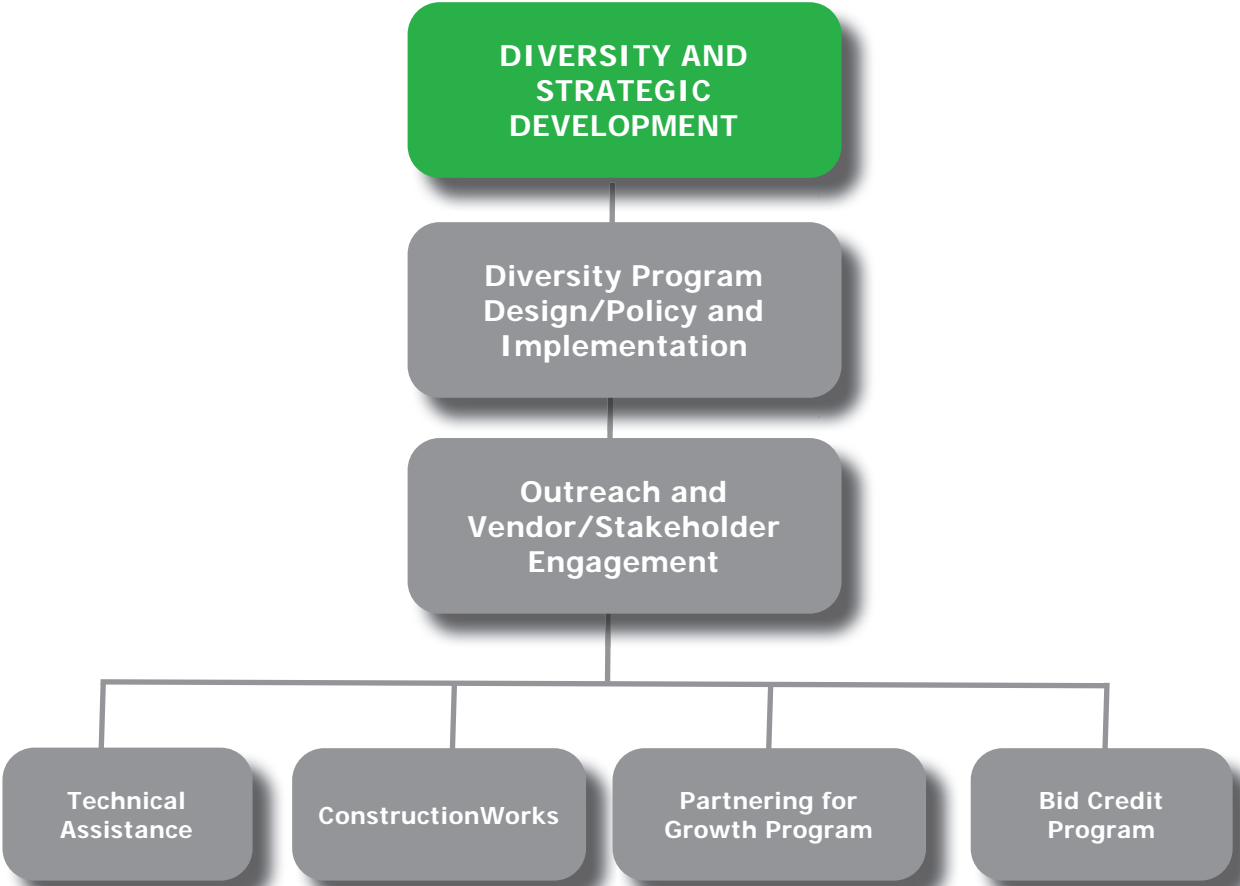 DIVERSITY AND
STRATEGIC
DEVELOPMENT
Diversity Program
Design/Policy and
Implementation
Outreach and
Vendor/Stakeholder
Engagement
Technical
Assistance
ConstructionWorks
Partnering for
Growth Program
Bid Credit
Program